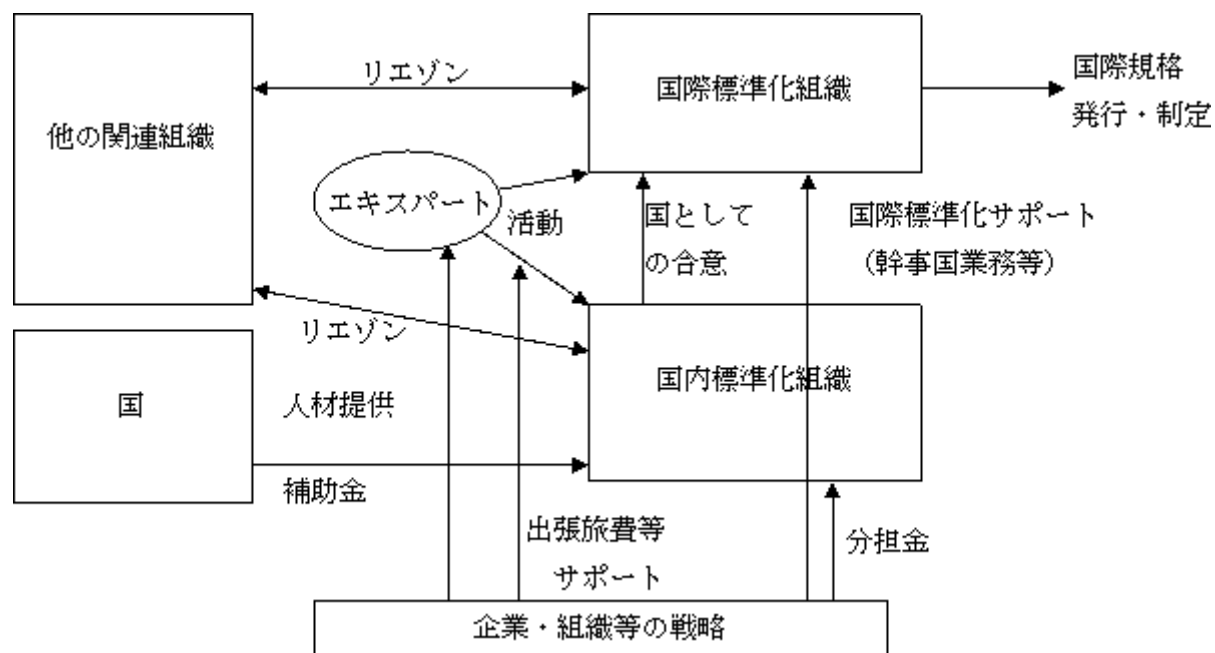 リエゾン
国際標準化組織
国際規格
発行・制定
他の関連組織
エキスパート
活動
国として
の合意
国際標準化サポート
(幹事国業務等)
リエゾン
国内標準化組織
国
人材提供
補助金
出張旅費等
サポート
分担金
企業・組織等の戦略